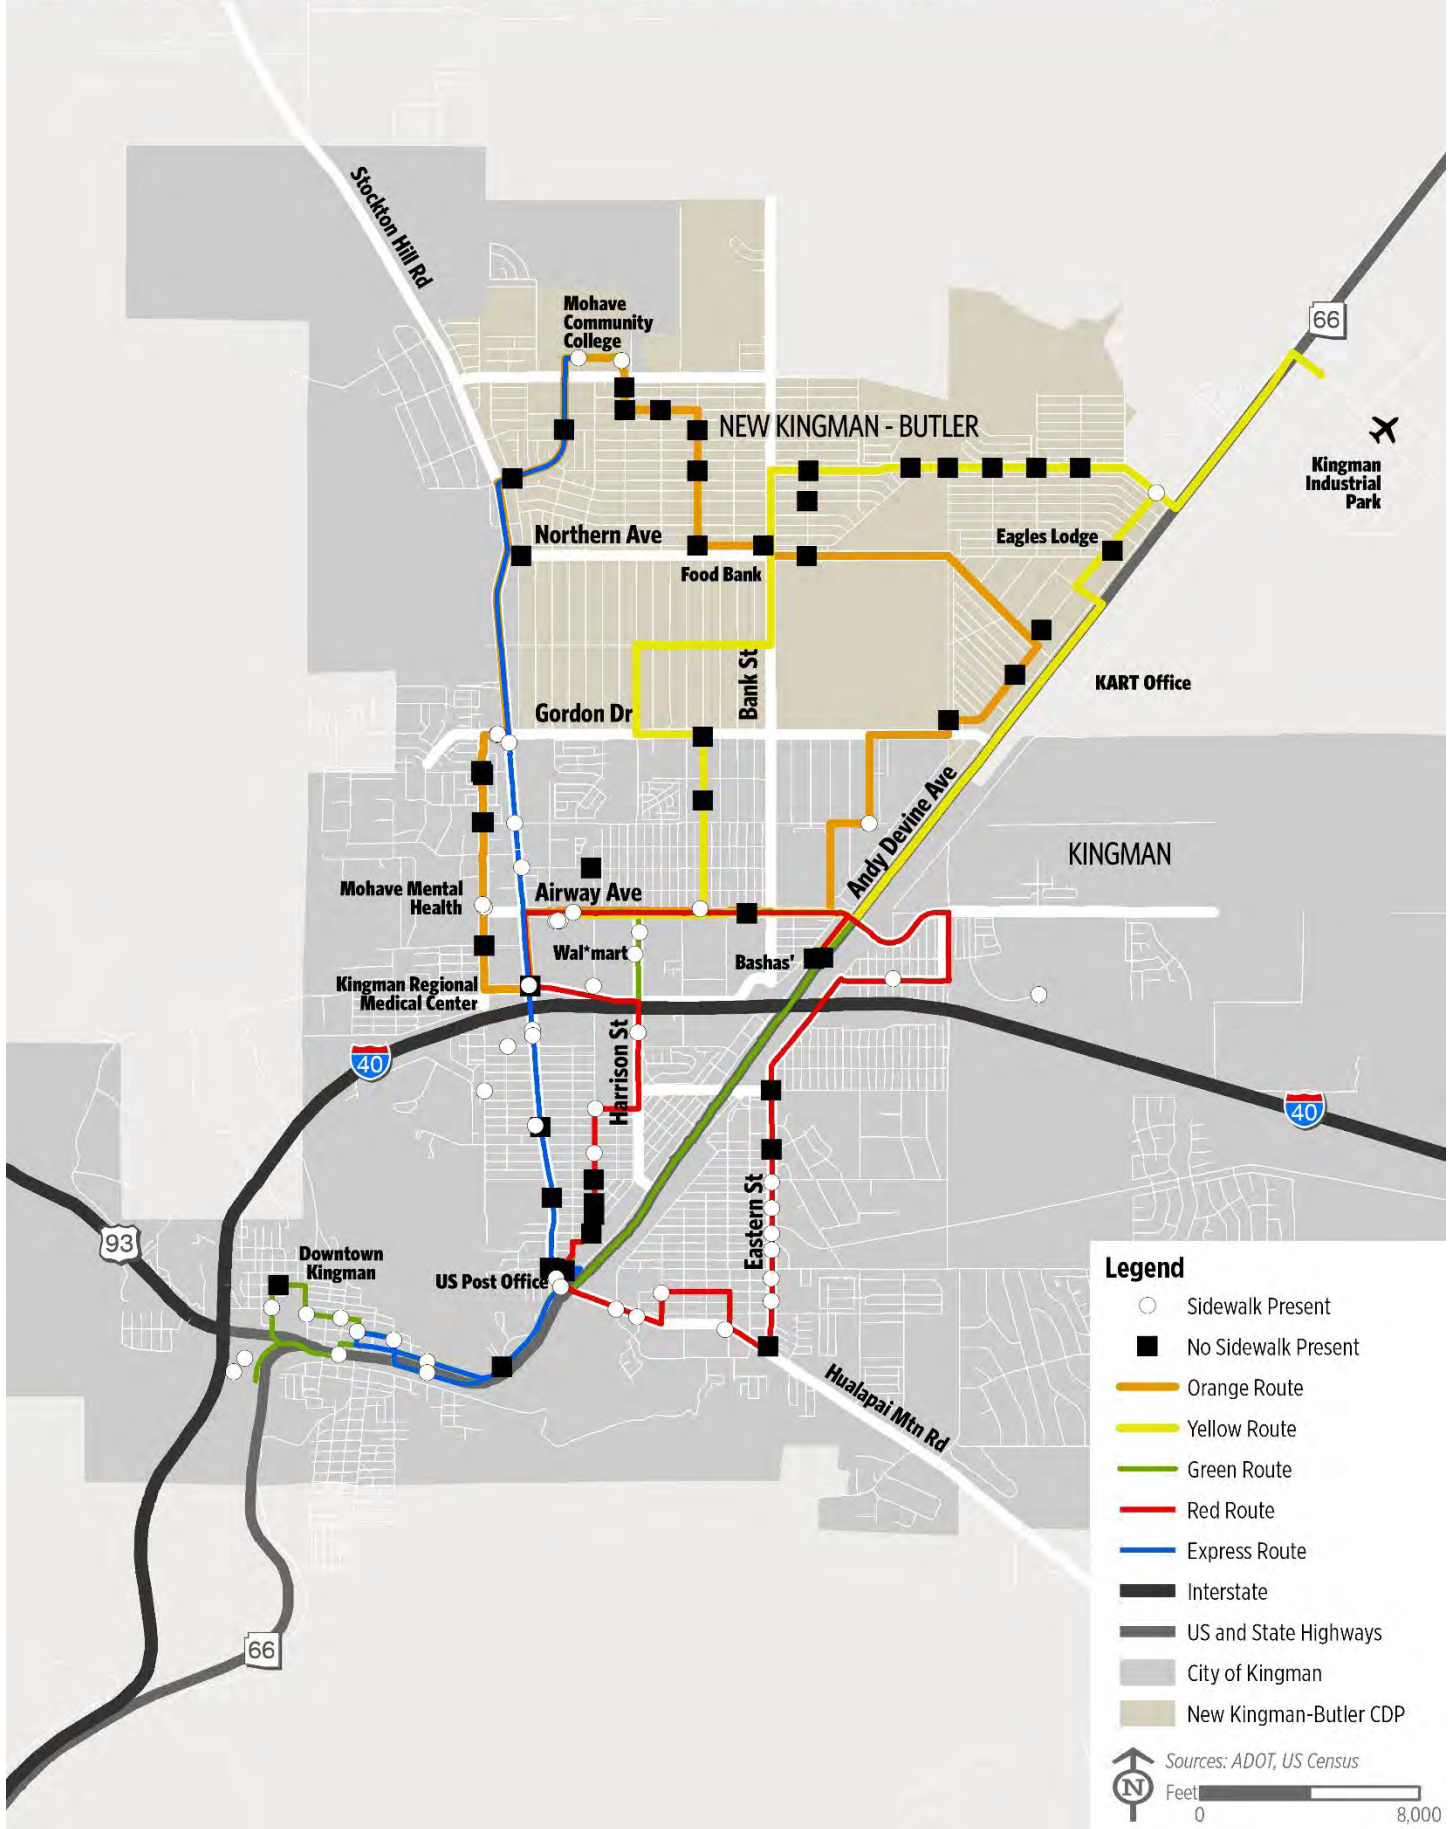 Stockton Hill Rd
66
Mohave
Community
College
NEW KINGMAN - BUTLER
Kingman
Industrial
Park
Northern Ave
Eagles Lodge
Food Bank
Bank St
KART Office
Gordon Dr
Andy Devine Ave
KINGMAN
Mohave Mental
Health
Airway Ave
Wal*mart
Bashas'
Kingman Regional
Medical Center
Harrison St
40
40
Eastern St
93
Downtown
Kingman
US Post Office
Hualapai Mtn Rd
66
Legend
Sidewalk Present
No Sidewalk Present
Orange Route
Yellow Route
Green Route
Red Route
Express Route
Interstate
US and State Highways
City of Kingman
New Kingman-Butler CDP
N
Sources: ADOT, US Census
Feet
0 8,000